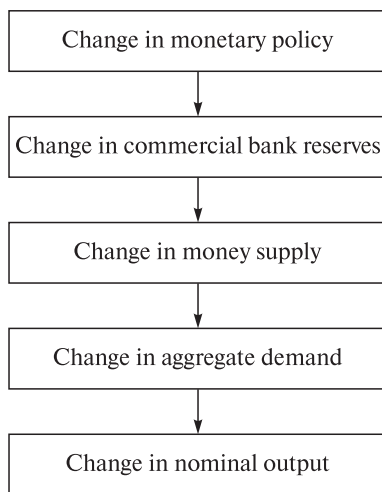 Change in monetary policy
Change in commercial bank reserves
Change in money supply
Change in aggregate demand
Change in nominal output